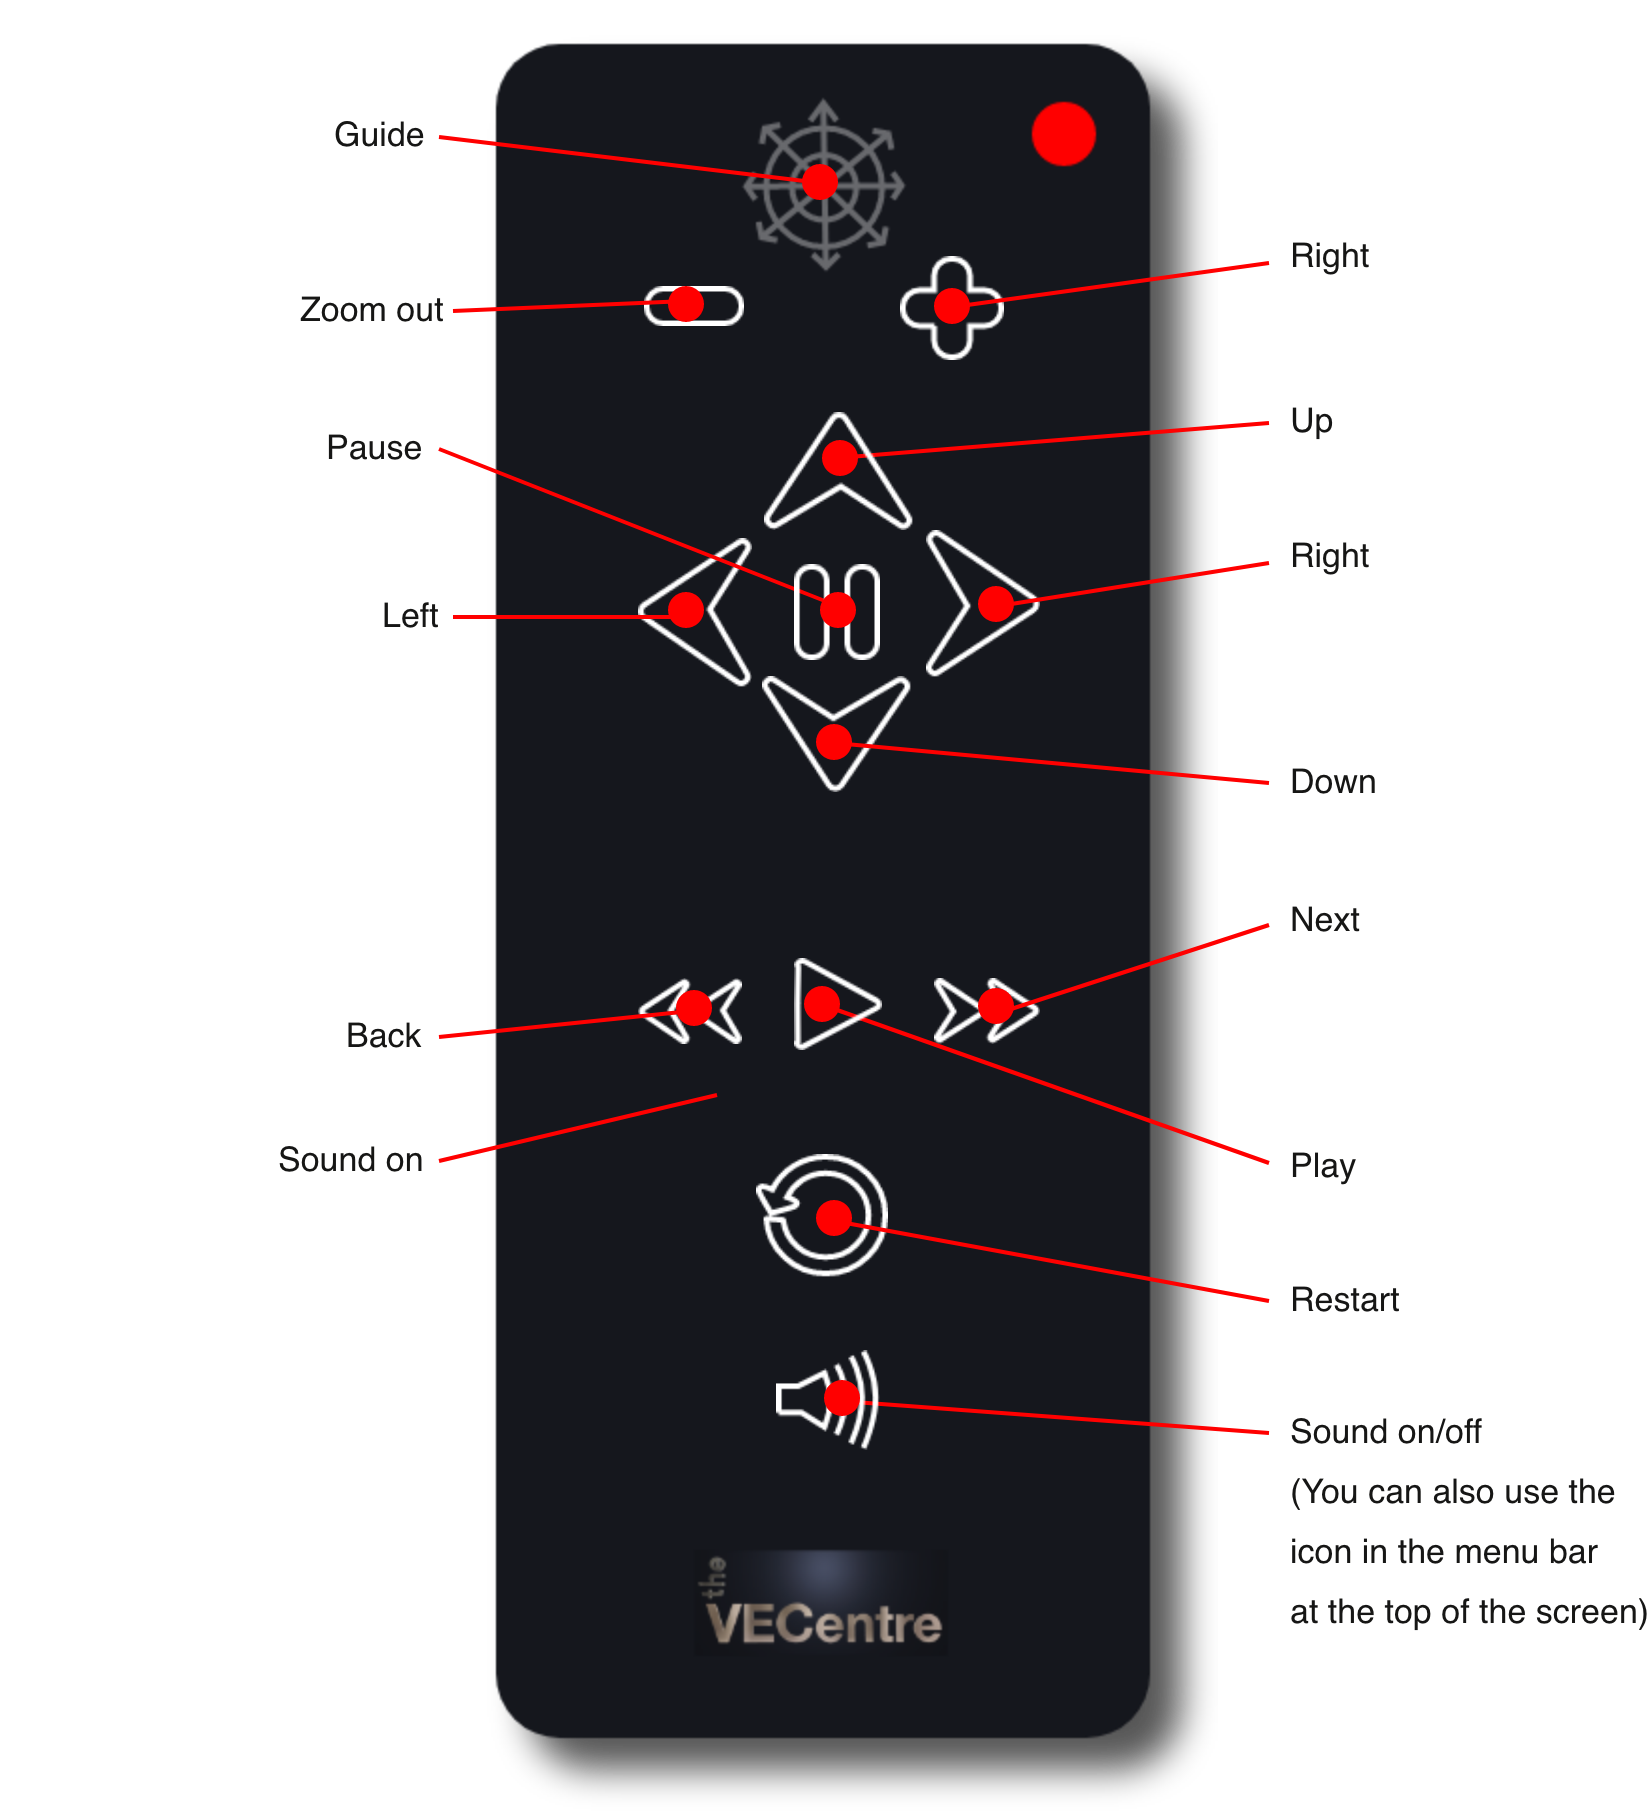 Guide
Right
Zoom out
Up
Pause
Right
Left
Down
Next
Back
Sound on
Play
Restart
Sound on/off
(You can also use the
icon in the menu bar
at the top of the screen)
the
VECentre